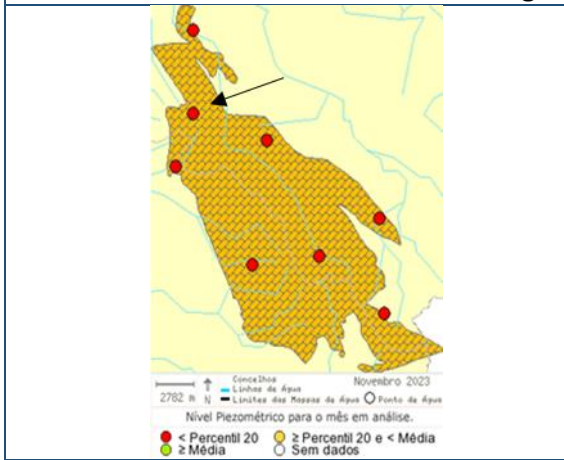 Concelhos
Linhas de Água
Limites das Massas de Água
Ponto de Água
Novembro 2023
2782 m
N
Nível Piezométrico para o mês em análise.
< Percentil 20
≥ Percentil 20 e < Média
≥ Média
Sem dados